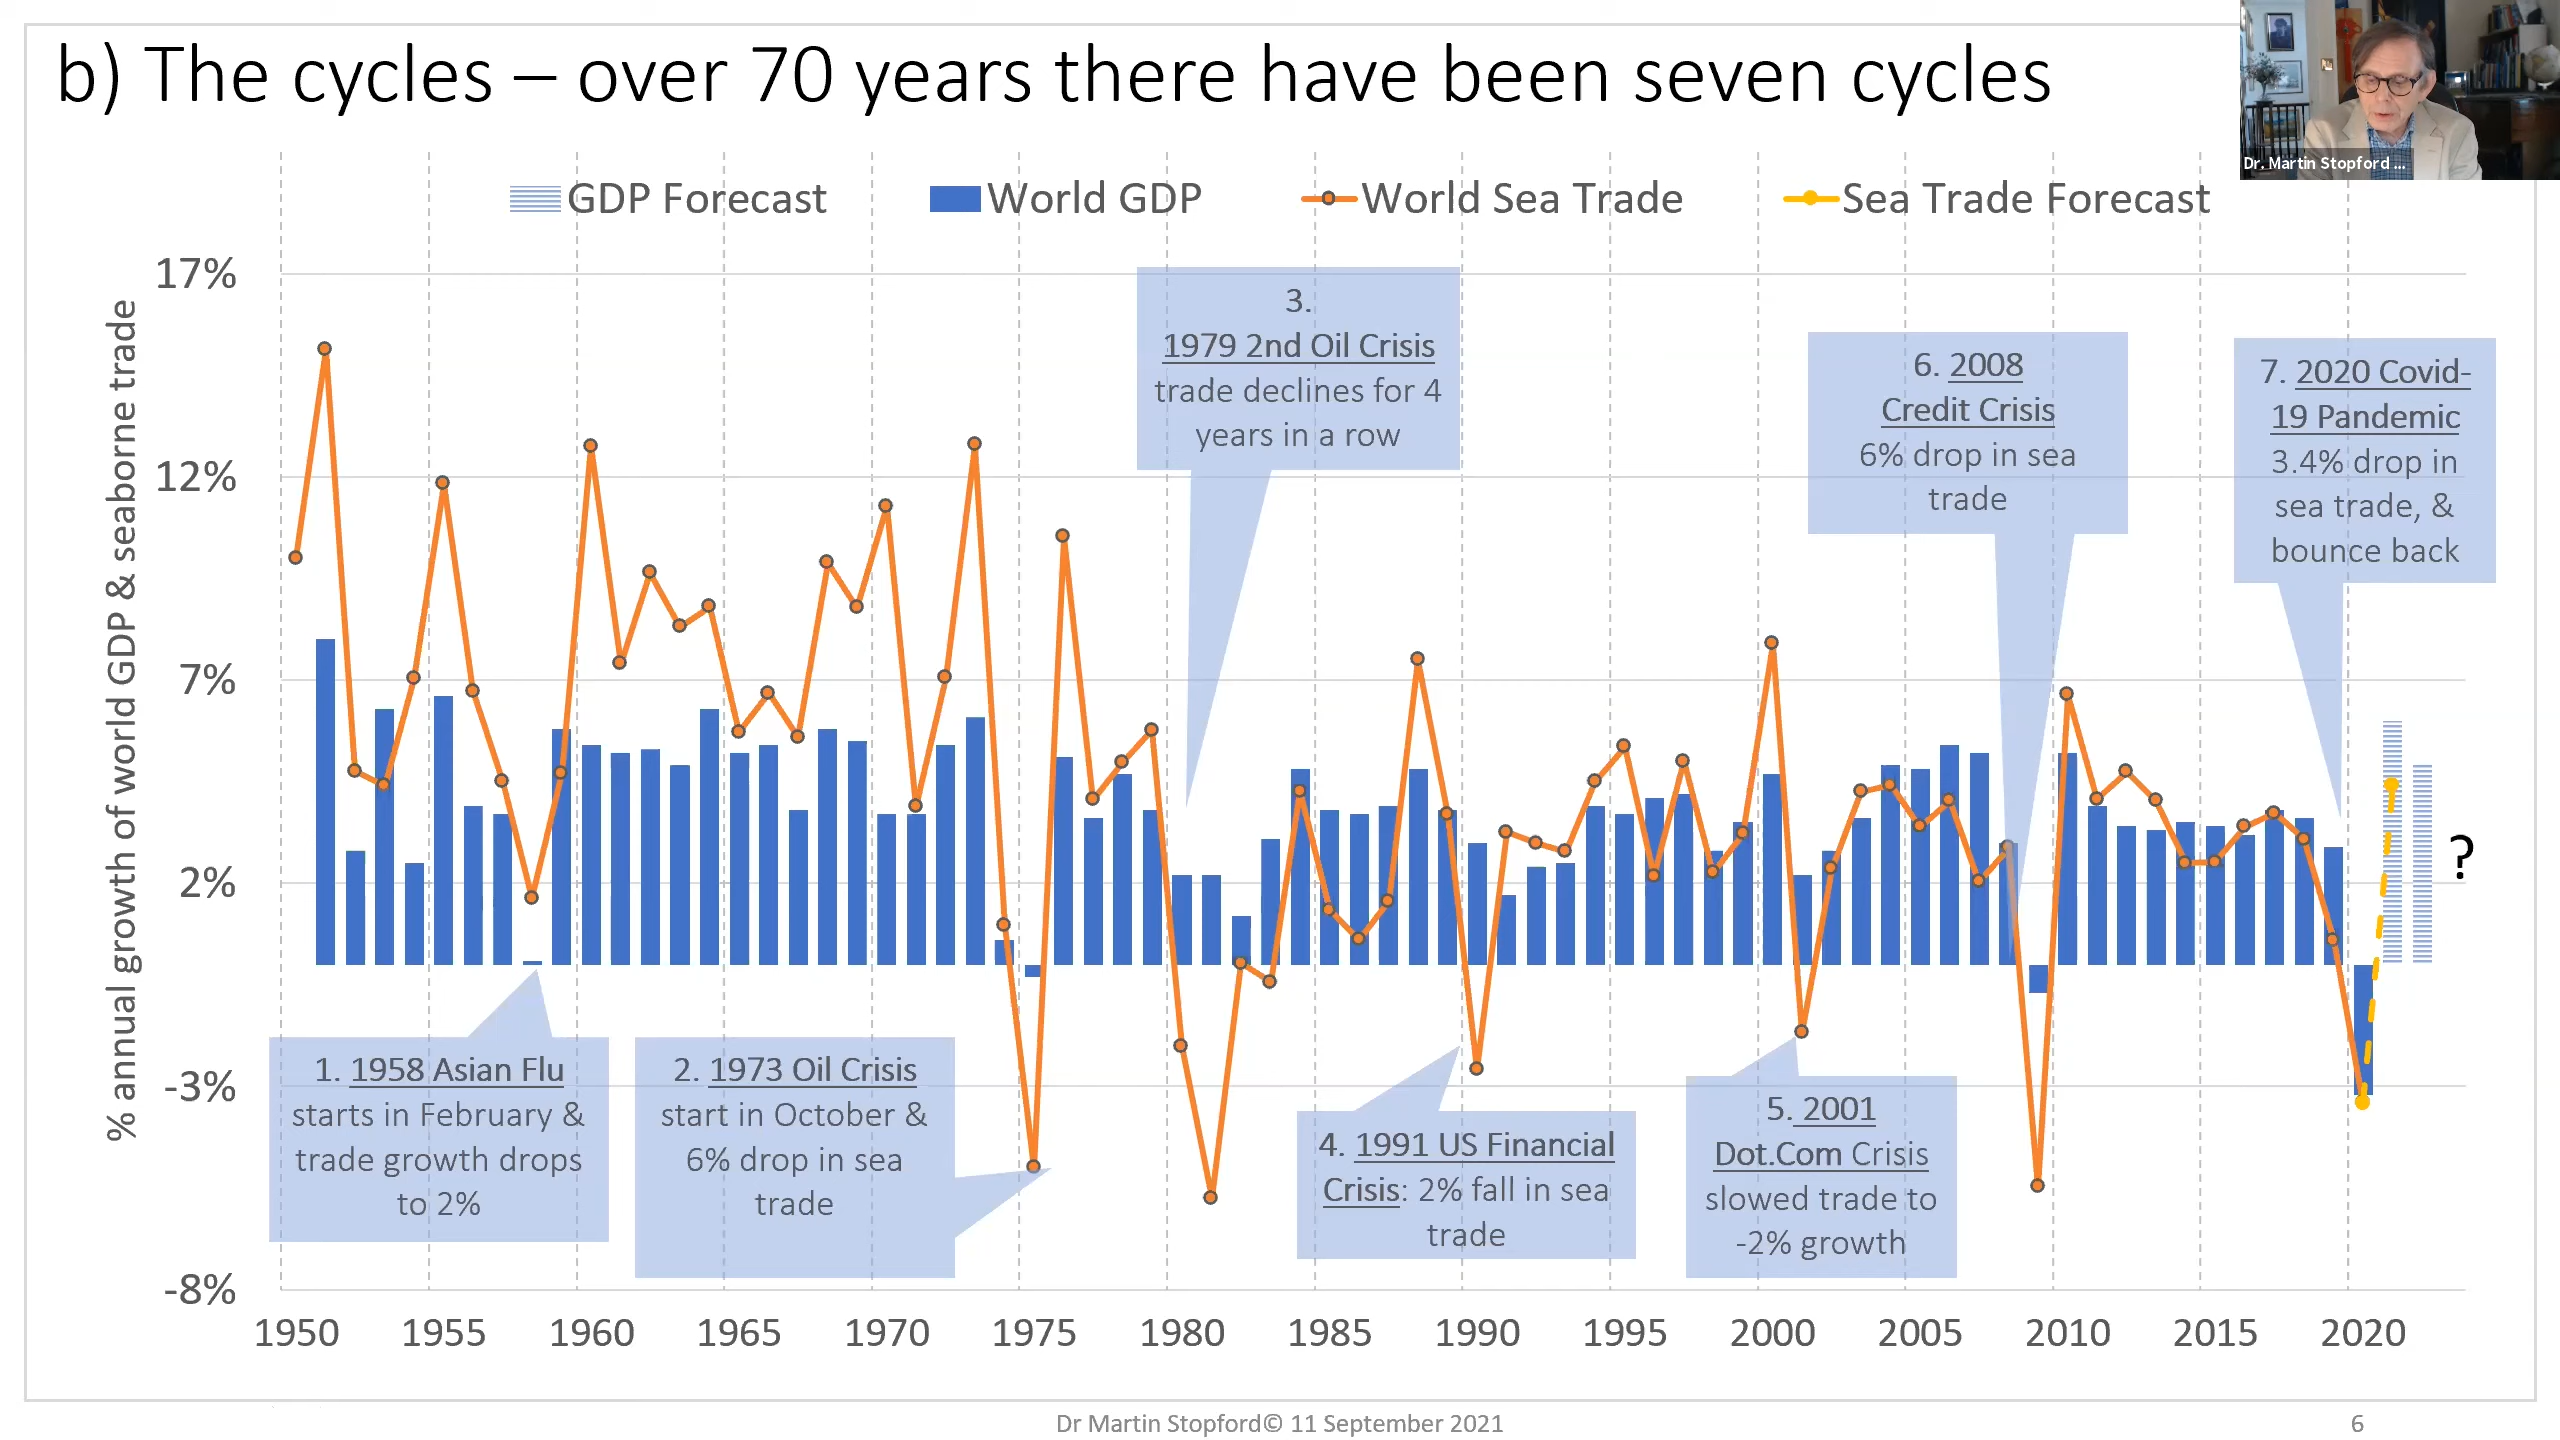 b) The cycles – over 70 years there have been seven cycles
Dr. Martin Stopford ...
GDP Forecast
World GDP
World Sea Trade
Sea Trade Forecast
% annual growth of world GDP & seaborne trade
17%
12%
7%
2%
-3%
-8%
3.
1979 2nd Oil Crisis
trade declines for 4
years in a row
6. 2008
Credit Crisis
6% drop in sea
trade
7. 2020 Covid-
19 Pandemic
3.4% drop in
sea trade, &
bounce back
?
1. 1958 Asian Flu
starts in February &
trade growth drops
to 2%
2. 1973 Oil Crisis
start in October &
6% drop in sea
trade
4. 1991 US Financial
Crisis: 2% fall in sea
trade
5. 2001
Dot.Com Crisis
slowed trade to
-2% growth
1950 1955 1960 1965 1970 1975 1980 1985 1990 1995 2000 2005 2010 2015 2020
Dr Martin Stopford© 11 September 2021
6